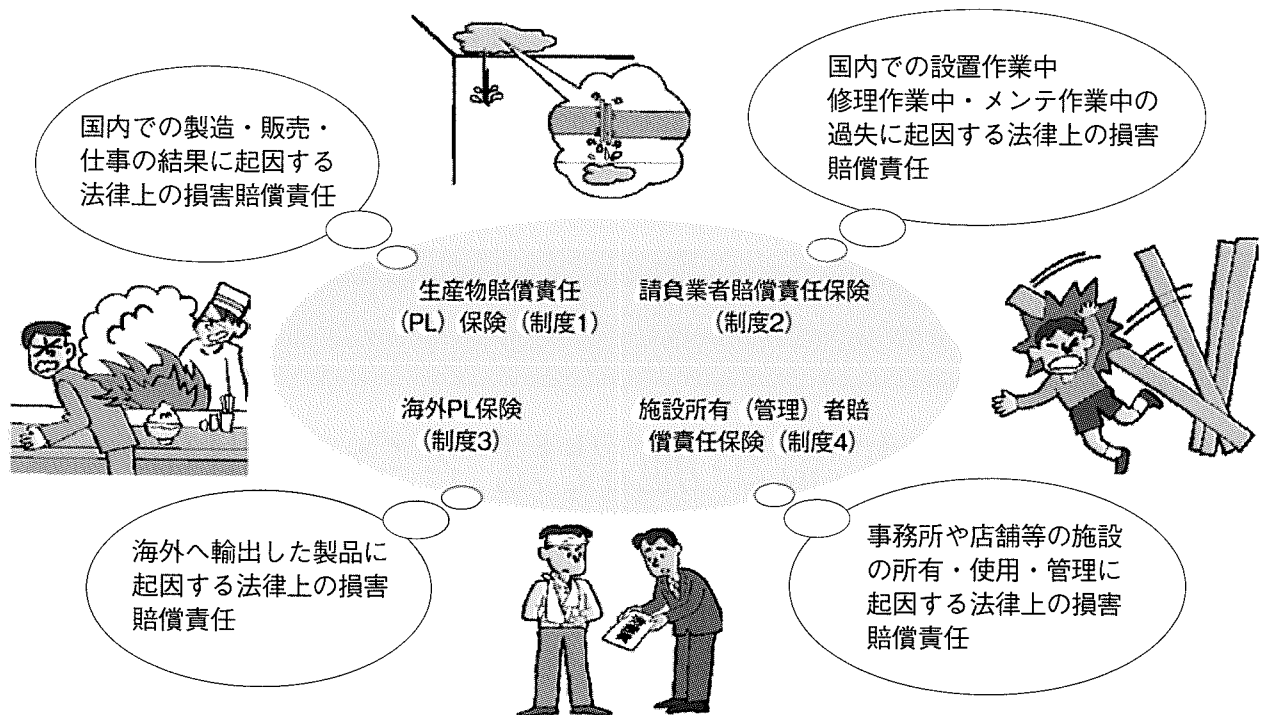 国内での製造・販売・
仕事の結果に起因する
法律上の損害賠償責任
国内での設置作業中
修理作業中・メンテ作業中の
過失に起因する法律上の損害
賠償責任
生産物賠償責任
（PL）保険（制度1）
請負業者賠償責任保険
（制度2）
海外PL保険
（制度3）
施設所有（管理）者賠
償責任保険（制度4）
海外へ輸出した製品に
起因する法律上の損害
賠償責任
事務所や店舗等の施設
の所有・使用・管理に
起因する法律上の損害
賠償責任